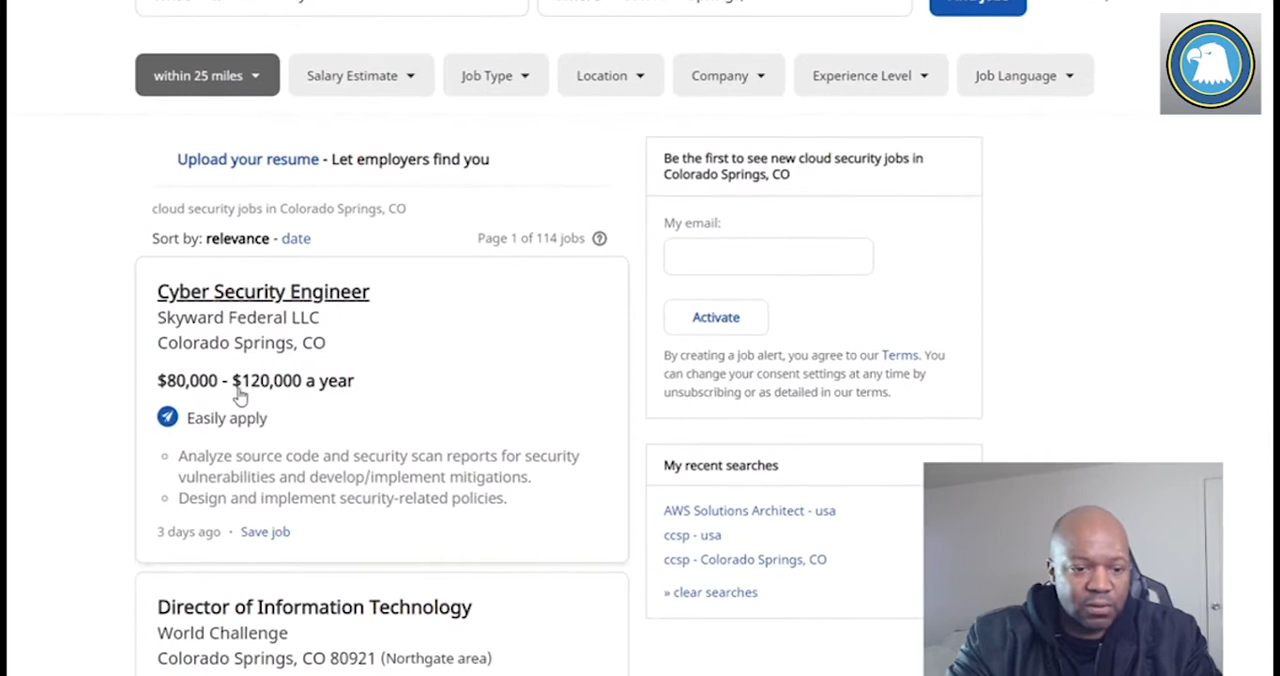 within 25 miles
Salary Estimate
Job Type
Location
Company
Experience Level
Job Language
Upload your resume - Let employers find you
cloud security jobs in Colorado Springs, CO
Sort by: relevance - date
Page 1 of 114 jobs
Cyber Security Engineer
Skyward Federal LLC
Colorado Springs, CO
$80,000 - $120,000 a year
Easily apply
Analyze source code and security scan reports for security
vulnerabilities and develop/implement mitigations.
Design and implement security-related policies.
3 days ago · Save job
Director of Information Technology
World Challenge
Colorado Springs, CO 80921 (Northgate area)
Be the first to see new cloud security jobs in
Colorado Springs, CO
My email:
Activate
By creating a job alert, you agree to our Terms. You
can change your consent settings at any time by
unsubscribing or as detailed in our terms.
My recent searches
AWS Solutions Architect - usa
ccsp - usa
ccsp - Colorado Springs, CO
» clear searches